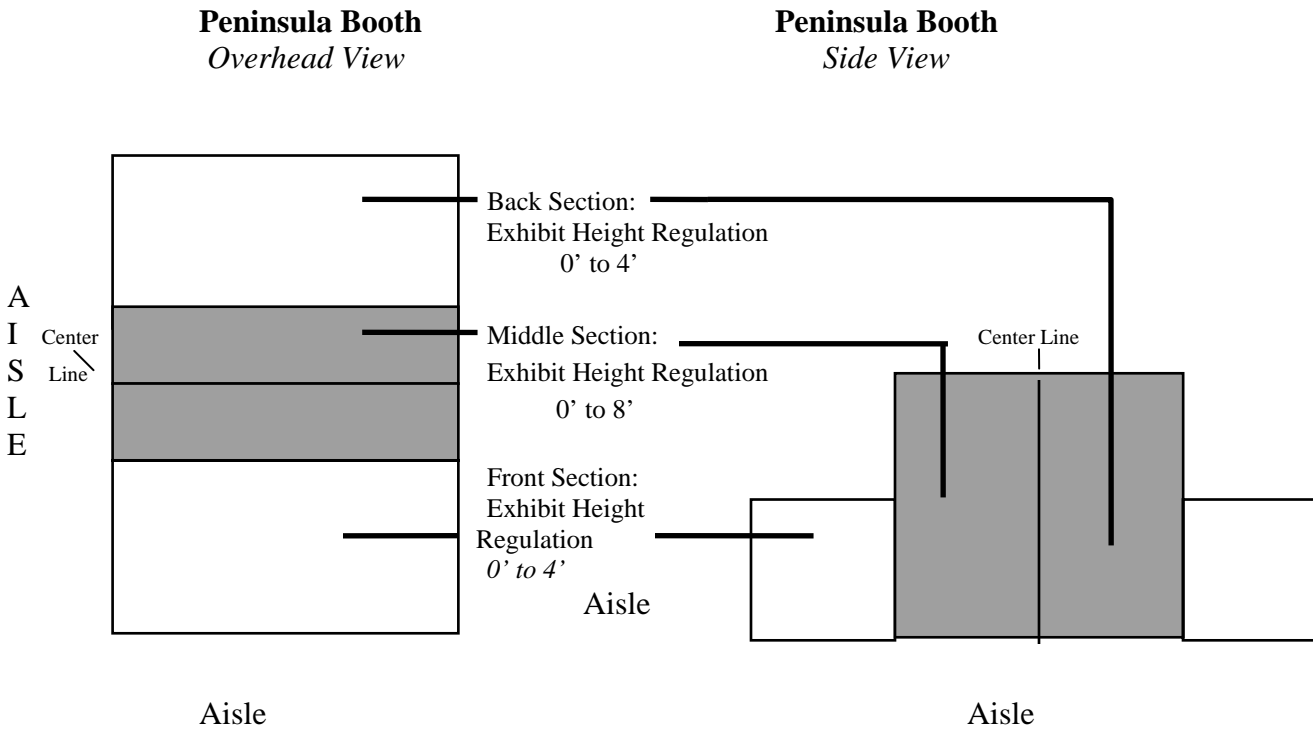 Peninsula Booth
Overhead View
Peninsula Booth
Side View
Back Section:
Exhibit Height Regulation
0’ to 4’
A
I
S
L
E
Center
Line
Middle Section:
Exhibit Height Regulation
0’ to 8’
Center Line
Front Section:
Exhibit Height
Regulation
0’ to 4’
Aisle
Aisle
Aisle